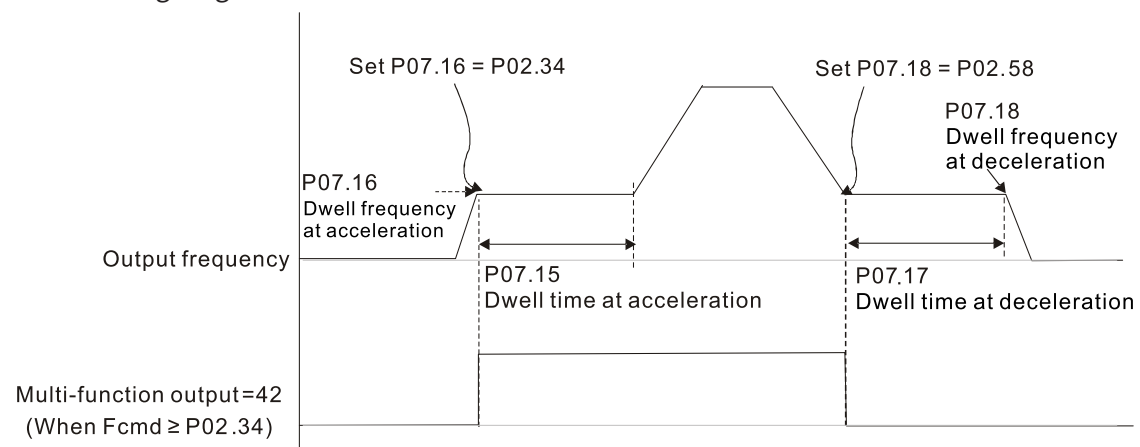 Set P07.16 = P02.34
Set P07.18 = P02.58
P07.18
Dwell frequency
at deceleration
P07.16
Dwell frequency
at acceleration
Output frequency
P07.15
Dwell time at acceleration
P07.17
Dwell time at deceleration
Multi-function output=42
(When Fcmd ≥ P02.34)